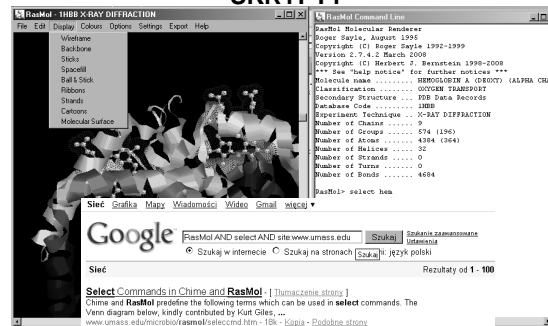 RasMol - 1HBB X-RAY DIFFRACTION
File Edit Display Colours Options Settings Export Help
Wireframe
Backbone
Sticks
Spacefill
Ball & Stick
Ribbons
Strands
Cartoons
Molecular Surface
RasMol Command Line
RasMol Molecular Renderer
Roger Sayle, August 1995
Copyright (C) Roger Sayle 1992-1999
Version 2.7.4.2 March 2008
Copyright (C) Herbert J. Bernstein 1998-2008
*** See "help notice" for further notices ***
Molecule name ........ HEMOGLOBIN A (DEOXY) (ALPHA CHA
Classification ....... OXYGEN TRANSPORT
Secondary Structure .. PDB Data Records
Database Code ........ 1HBB
Experiment Technique . X-RAY DIFFRACTION
Number of Chains ..... 9
Number of Groups ..... 574 (196)
Number of Atoms ...... 4384 (364)
Number of Helices .... 32
Number of Strands .... 0
Number of Turns ...... 0
Number of Bonds ...... 4684
RasMol> select hem
Sieć Grafika Mapy Wiadomości Wideo Gmail więcej ▼
Google RasMol AND select AND site:www.umass.edu Szukaj Szukanie zaawansowane
Ustawienia
Szukaj w internecie Szukaj na stronach Szukaj ni: język polski
Sieć Rezultaty od 1 - 100
Select Commands in Chime and RasMol - [ Tłumaczenie strony ]
Chime and RasMol predefine the following terms which can be used in select commands. The
Venn diagram below, kindly contributed by Kurt Giles, ...
www.umass.edu/microbio/rasmol/seleccmd.htm - 18k - Kopia - Podobne strony